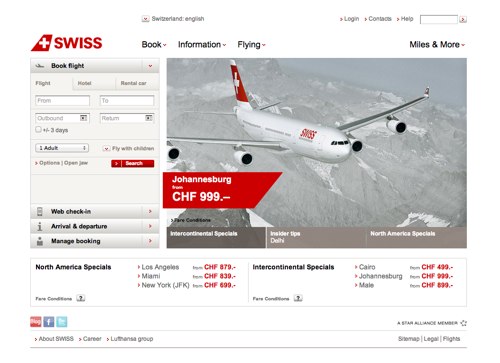 Switzerland: english
Login Contacts Help
SWISS
Book Information Flying Miles & More
Book flight
Flight Hotel Rental car
From To
Outbound Return
+/- 3 days
1 Adult Fly with children
Options | Open jaw Search
Web check-in
Arrival & departure
Manage booking
SWISS
Johannesburg
from
CHF 999.–
Fare Conditions
Intercontinental Specials
Insider tips
Delhi
North America Specials
North America Specials
Los Angeles from CHF 879.-
Miami from CHF 839.-
New York (JFK) from CHF 699.-
Fare Conditions ?
Intercontinental Specials
Cairo from CHF 499.-
Johannesburg from CHF 999.-
Male from CHF 899.-
Fare Conditions ?
Blog f t
A STAR ALLIANCE MEMBER
About SWISS Career Lufthansa group
Sitemap | Legal | Flights